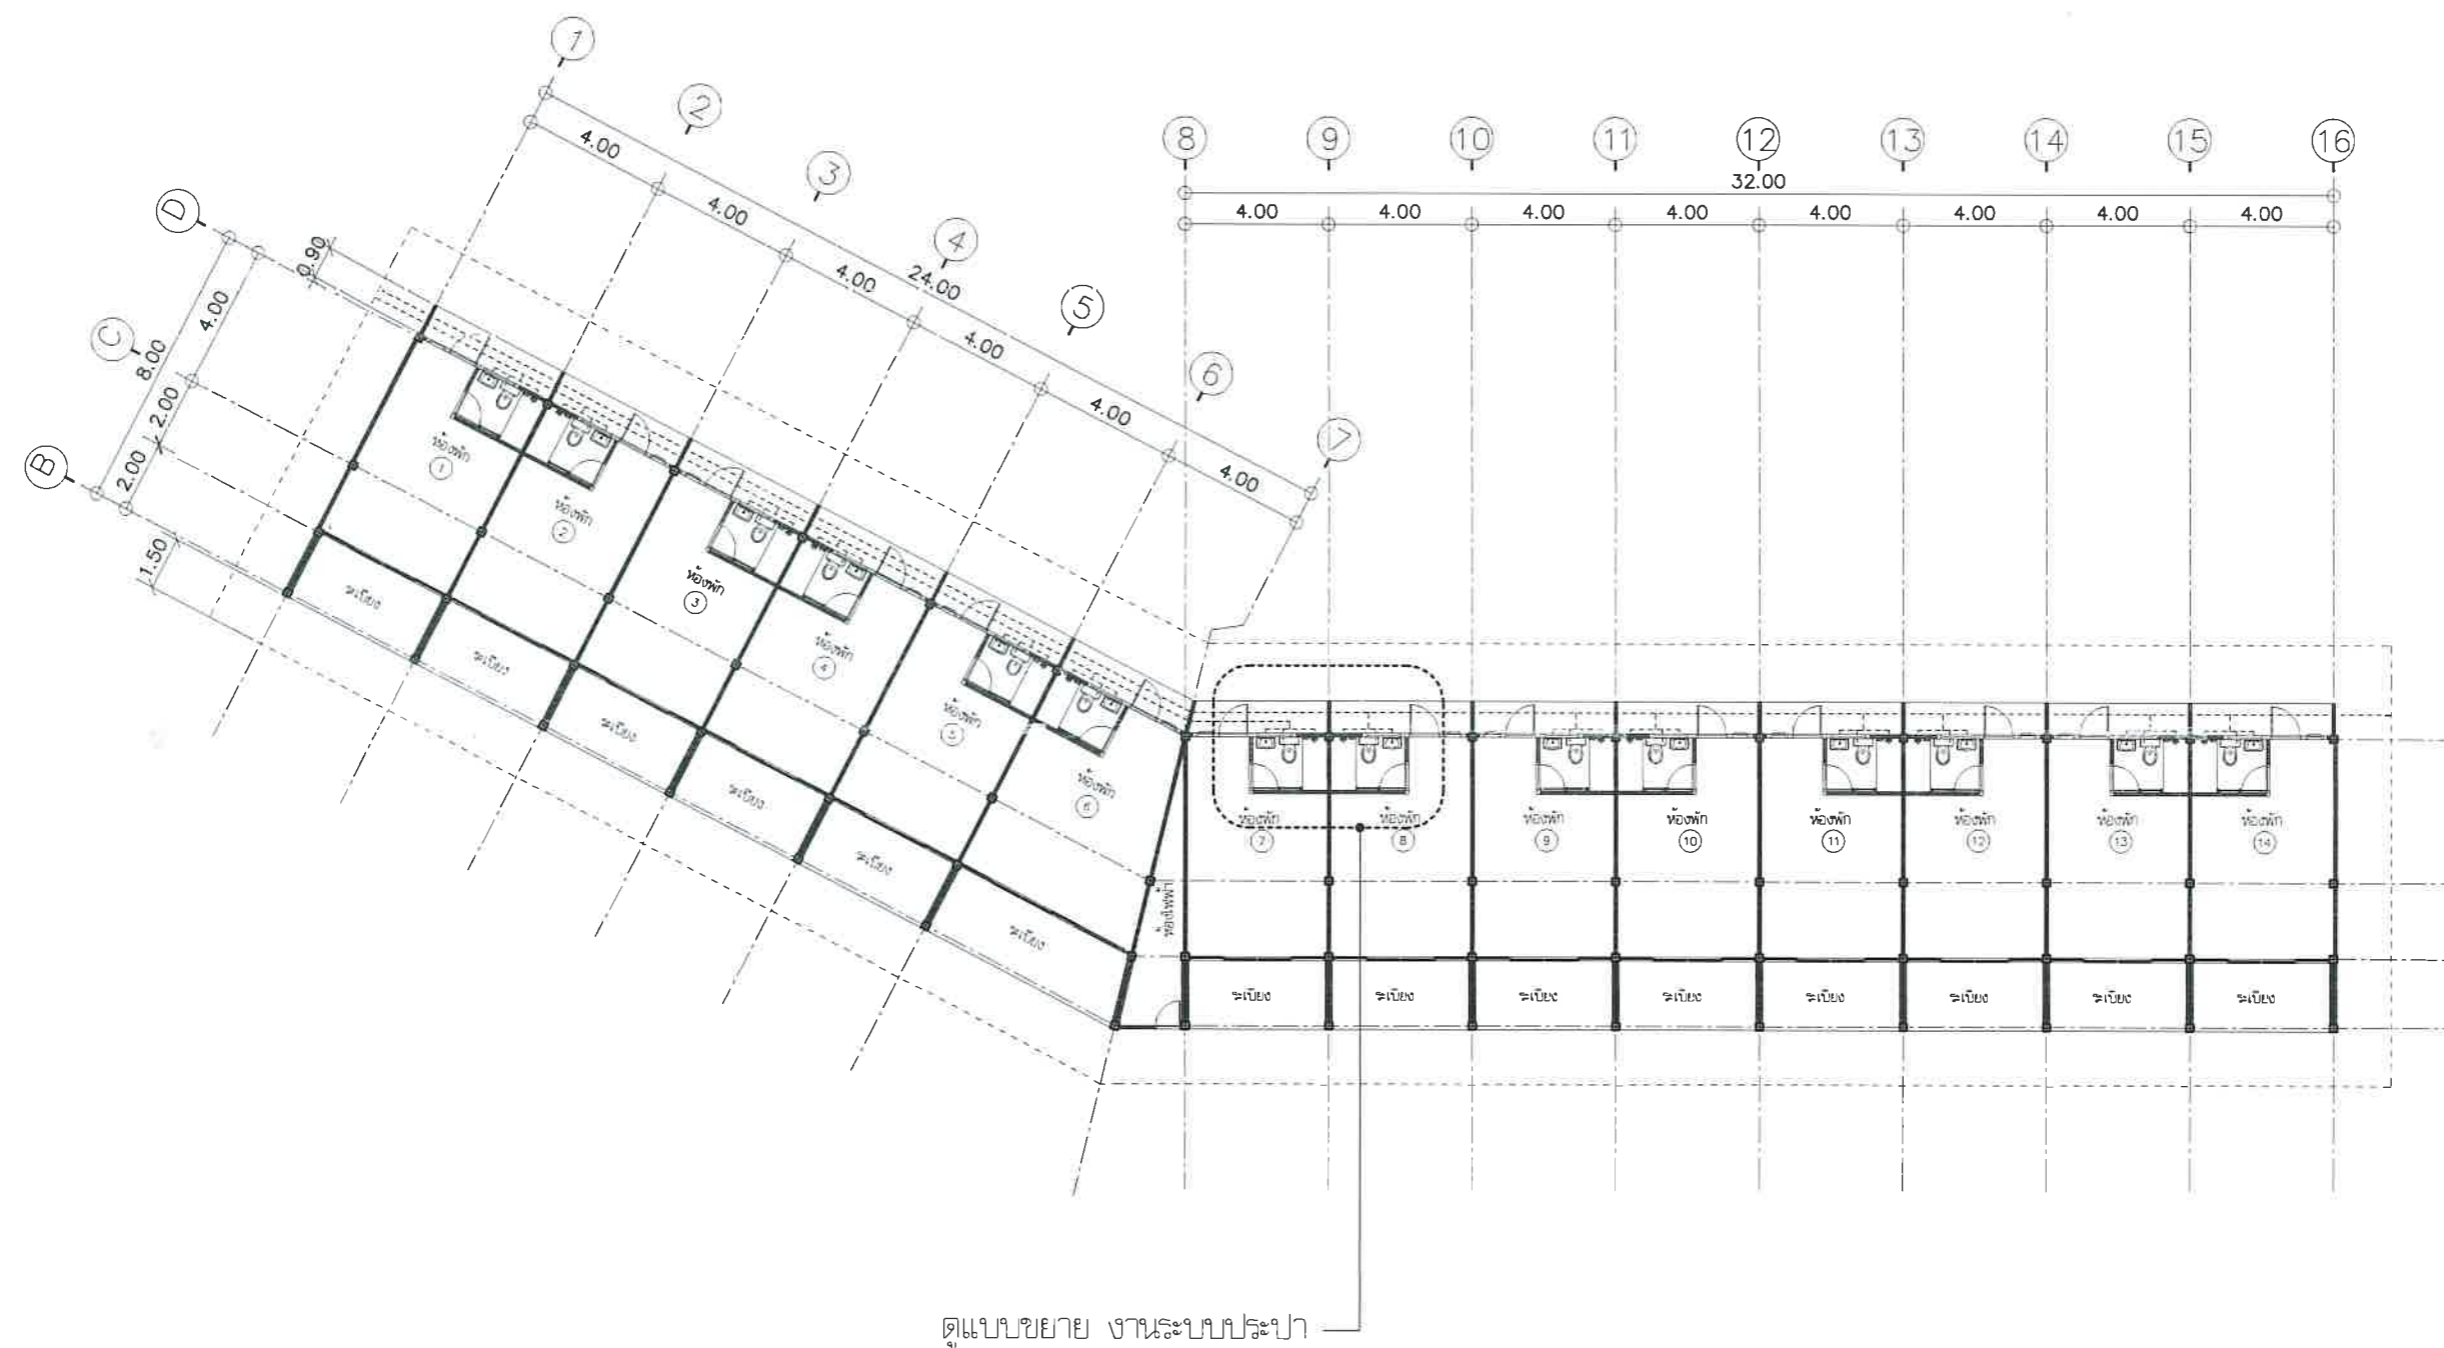 1
2
3
4
5
6
7
8
9
10
11
12
13
14
15
16
D
C
B
4.00
4.00
4.00
24.00
4.00
4.00
4.00
32.00
4.00
4.00
4.00
4.00
4.00
4.00
4.00
4.00
0.90
4.00
8.00
2.00
2.00
1.50
ห้องพัก
1
ห้องพัก
2
ห้องพัก
3
ห้องพัก
4
ห้องพัก
5
ห้องพัก
6
ห้องพัก
7
ห้องพัก
8
ห้องพัก
9
ห้องพัก
10
ห้องพัก
11
ห้องพัก
12
ห้องพัก
13
ห้องพัก
14
ห้องไฟฟ้า
ระเบียง
ระเบียง
ระเบียง
ระเบียง
ระเบียง
ระเบียง
ระเบียง
ระเบียง
ระเบียง
ระเบียง
ระเบียง
ระเบียง
ระเบียง
ระเบียง
ดูแบบขยาย งานระบบประปา